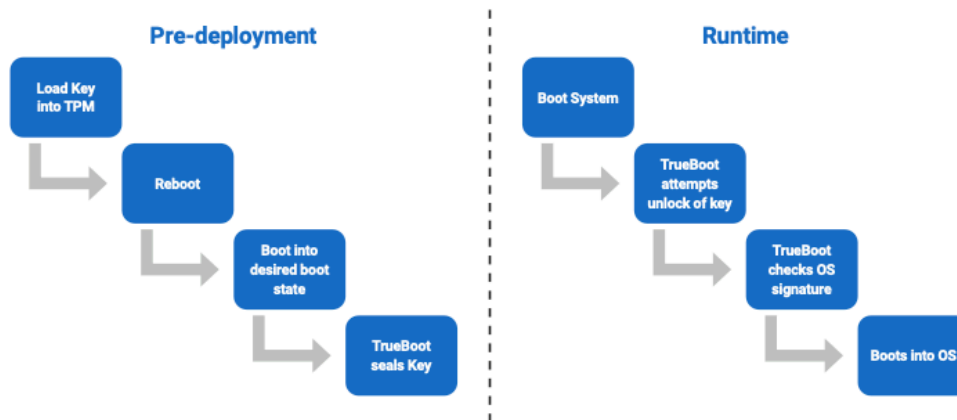 Pre-deployment
Load Key
into TPM
Reboot
Boot into
desired boot
state
TrueBoot
seals Key
Runtime
Boot System
TrueBoot
attempts
unlock of key
TrueBoot
checks OS
signature
Boots into OS